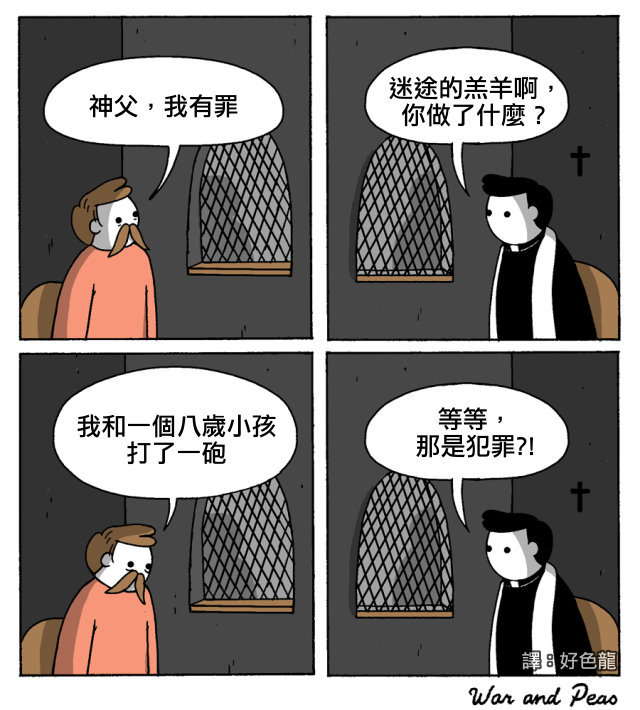 神父，我有罪
迷途的羔羊啊，
你做了什麼？
我和一個八歲小孩
打了一砲
等等，
那是犯罪?!
譯：好色龍
War and Peas